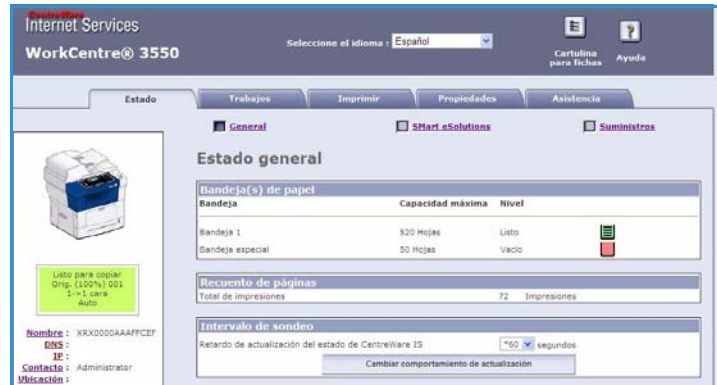 CentreWare
Internet Services
WorkCentre® 3550
Seleccione el idioma : Español
Cartulina
para fichas
Ayuda
Estado
Trabajos
Imprimir
Propiedades
Asistencia
General
SMart eSolutions
Suministros
Estado general
Bandeja(s) de papel
Bandeja Capacidad máxima Nivel
Bandeja 1 520 Hojas Listo
Bandeja especial 50 Hojas Vacío
Recuento de páginas
Total de impresiones 72 Impresiones
Intervalo de sondeo
Retardo de actualización del estado de CentreWare IS *60 segundos
Cambiar comportamiento de actualización
Listo para copiar
Orig. (100%) 001
1->1 cara
Auto
Nombre : XRX0000AAAFFCEF
DNS :
IP :
Contacto : Administrator
Ubicación :